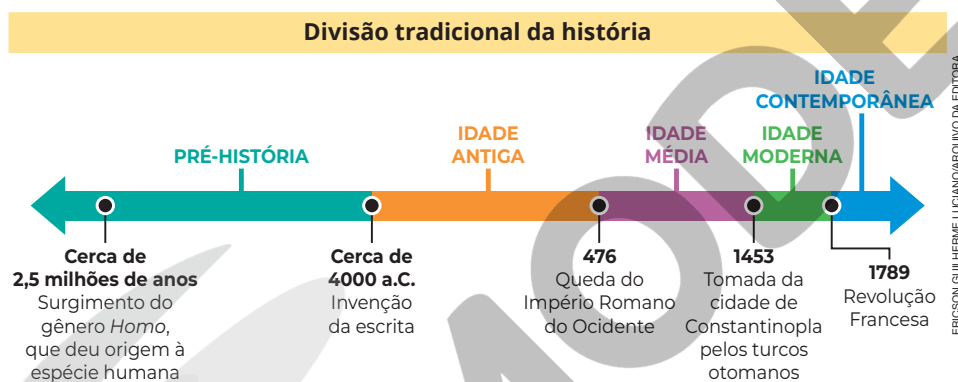 Divisão tradicional da história
IDADE
CONTEMPORÂNEA
PRÉ-HISTÓRIA
IDADE
ANTIGA
IDADE
MÉDIA
IDADE
MODERNA
Cerca de
2,5 milhões de anos
Surgimento do
gênero Homo,
que deu origem à
espécie humana
Cerca de
4000 a.C.
Invenção
da escrita
476
Queda do
Império Romano
do Ocidente
1453
Tomada da
cidade de
Constantinopla
pelos turcos
otomanos
1789
Revolução
Francesa
ERICSON GUILHERME LUCIANO/ARQUIVO DA EDITORA